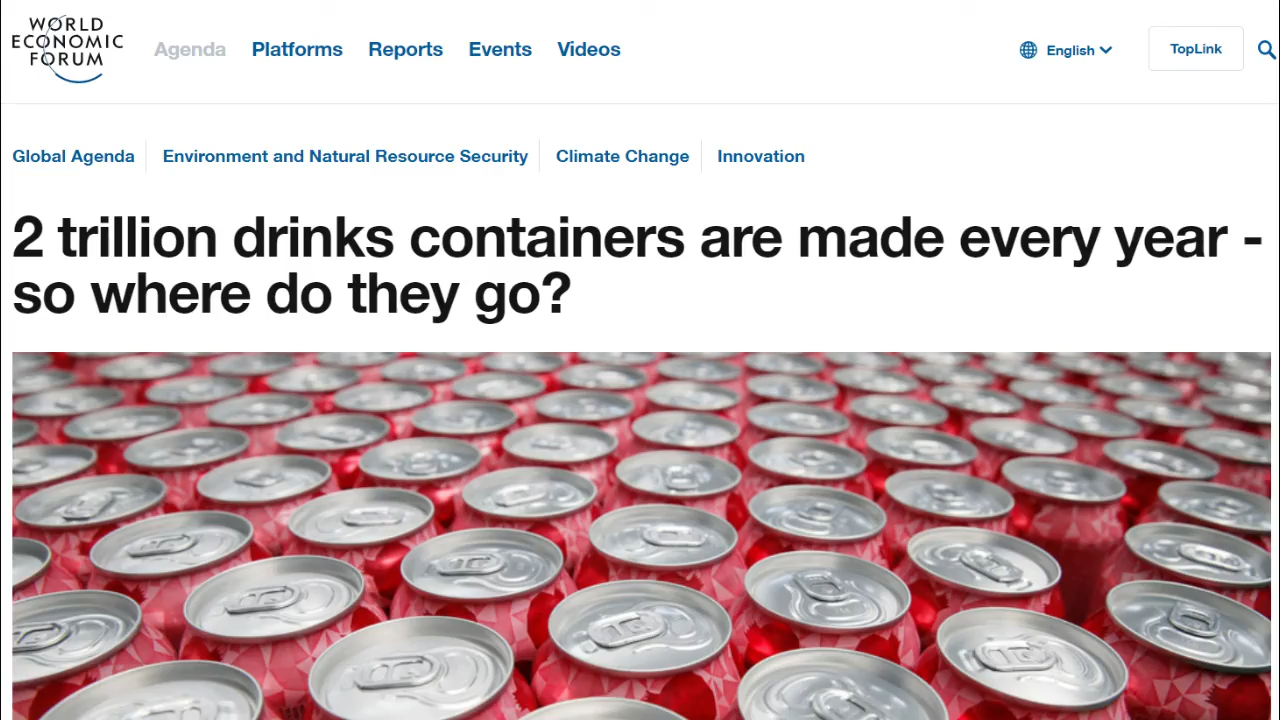 WORLD
ECONOMIC
FORUM
Agenda Platforms Reports Events Videos
English
TopLink
Global Agenda
Environment and Natural Resource Security
Climate Change
Innovation
2 trillion drinks containers are made every year -
so where do they go?